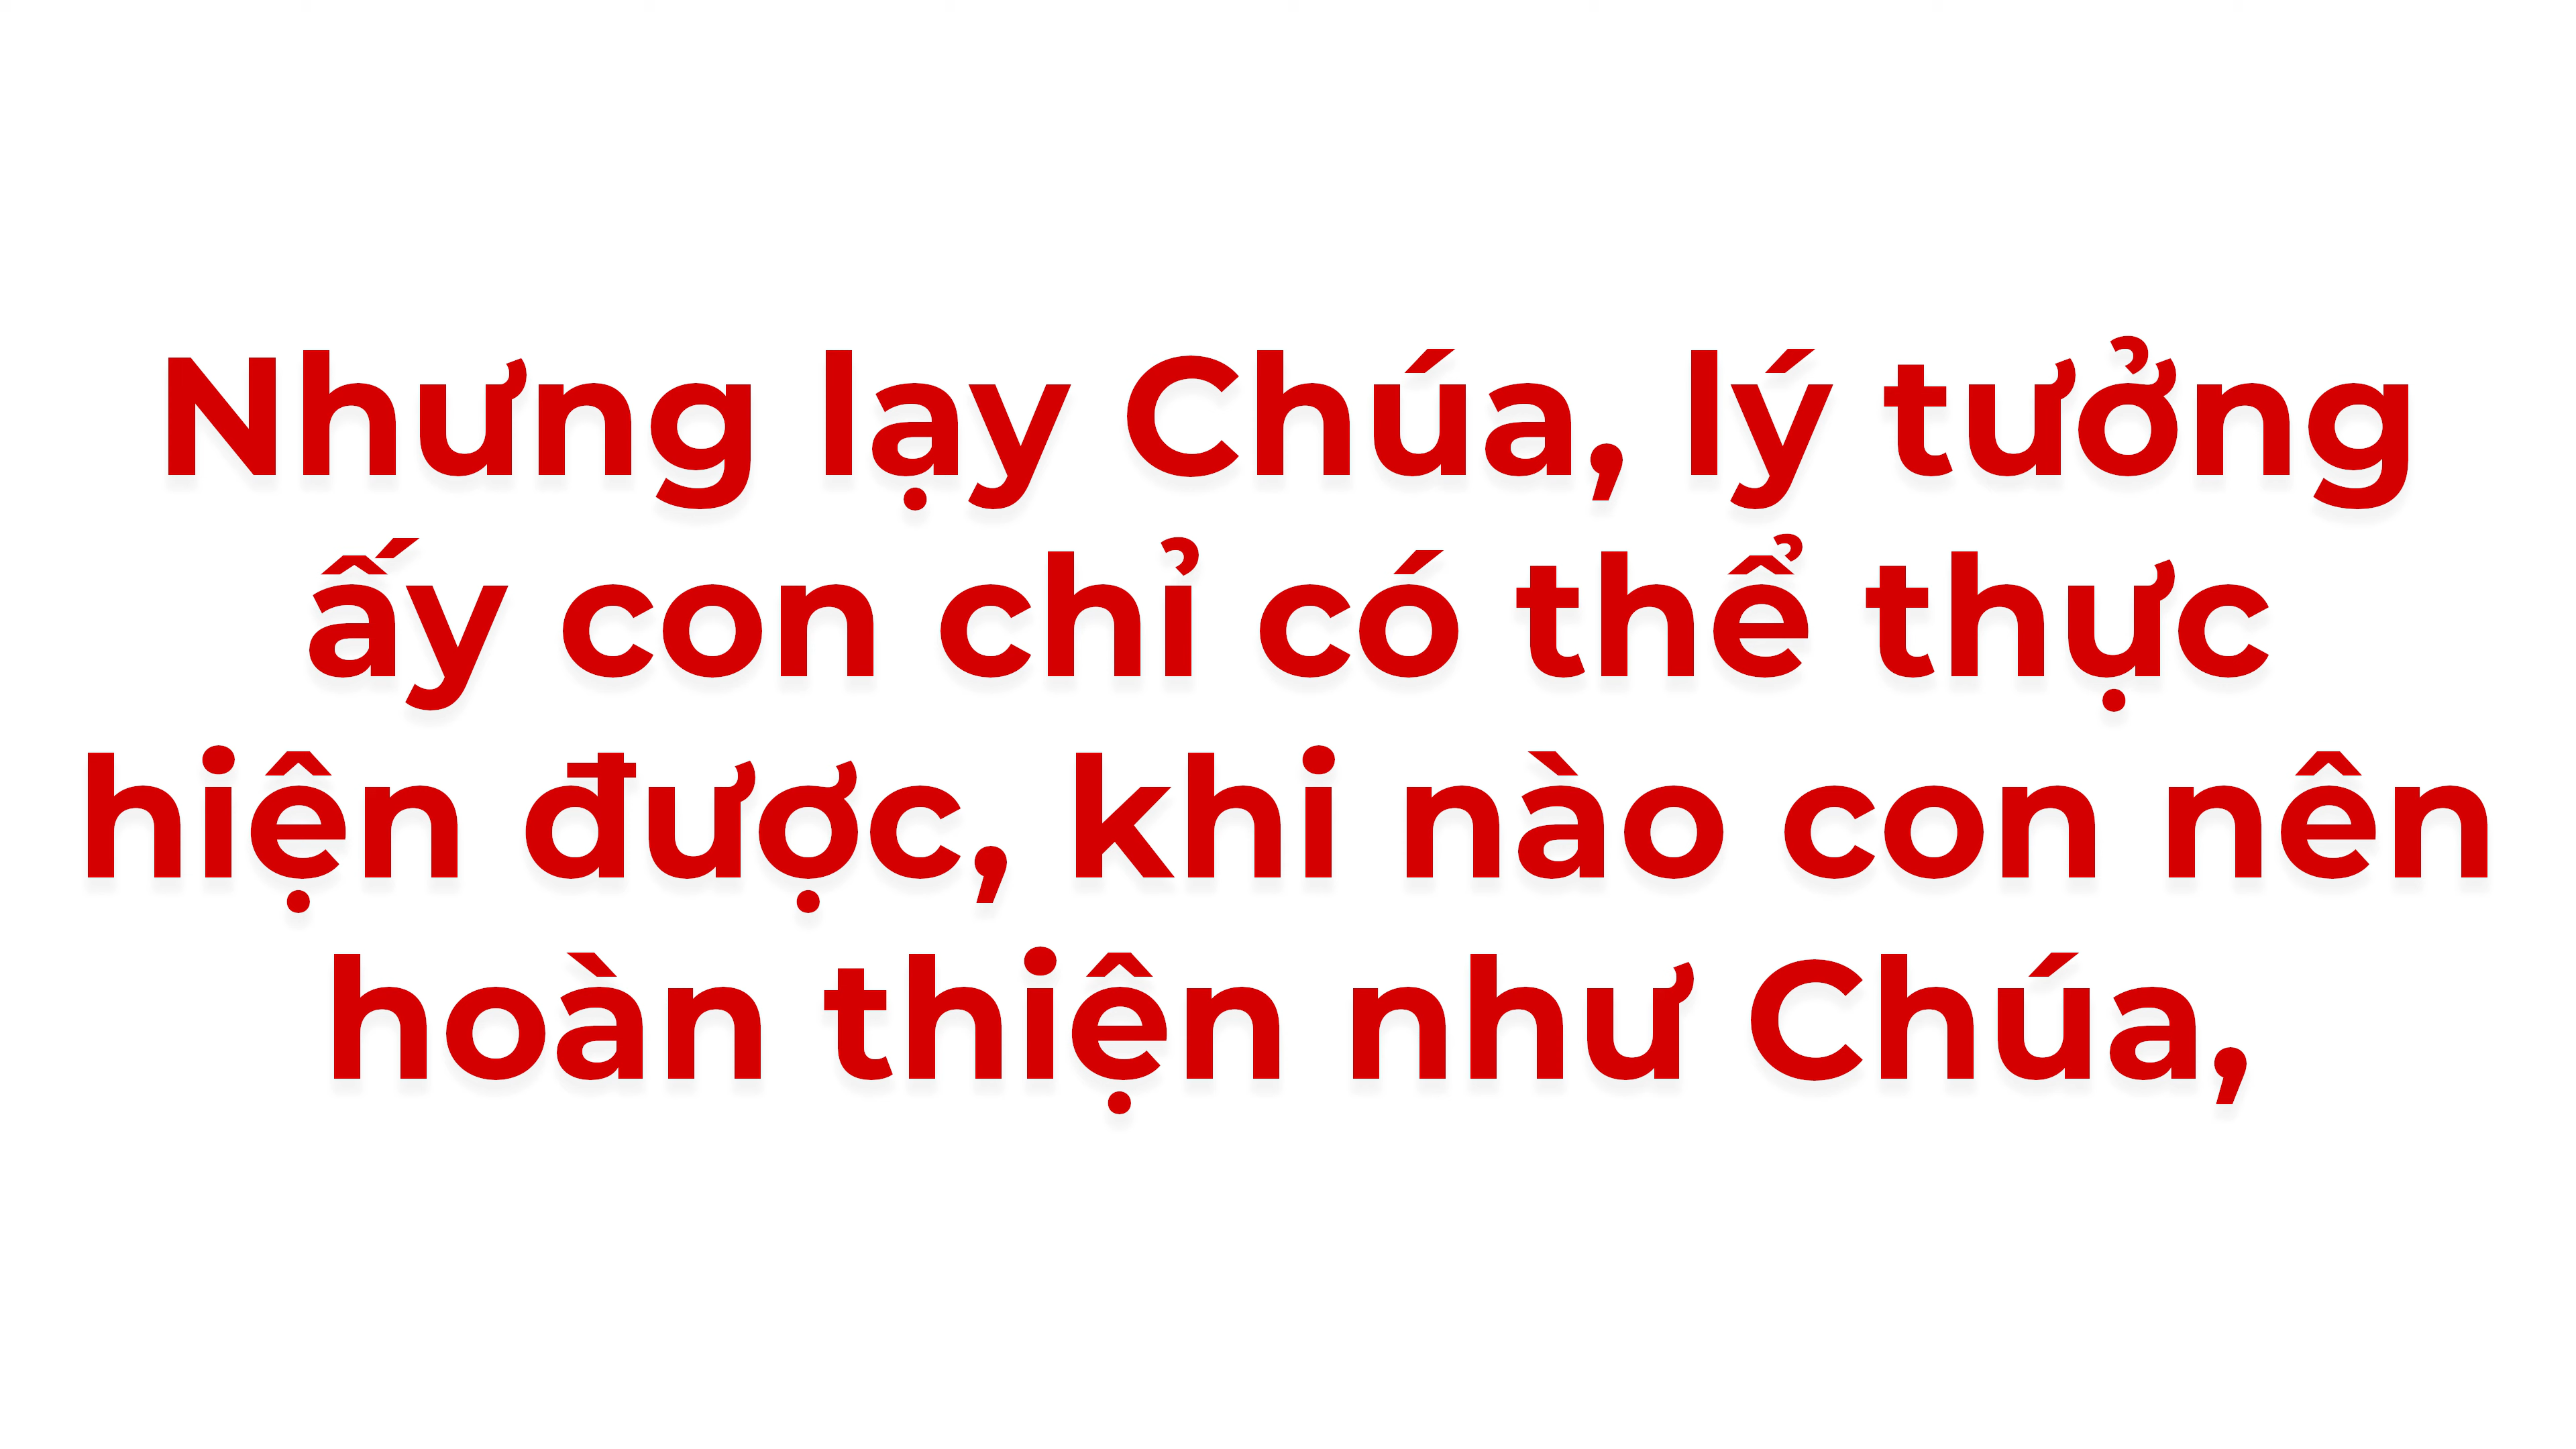 Nhưng lạy Chúa, lý tưởng
ấy con chỉ có thể thực
hiện được, khi nào con nên
hoàn thiện như Chúa,